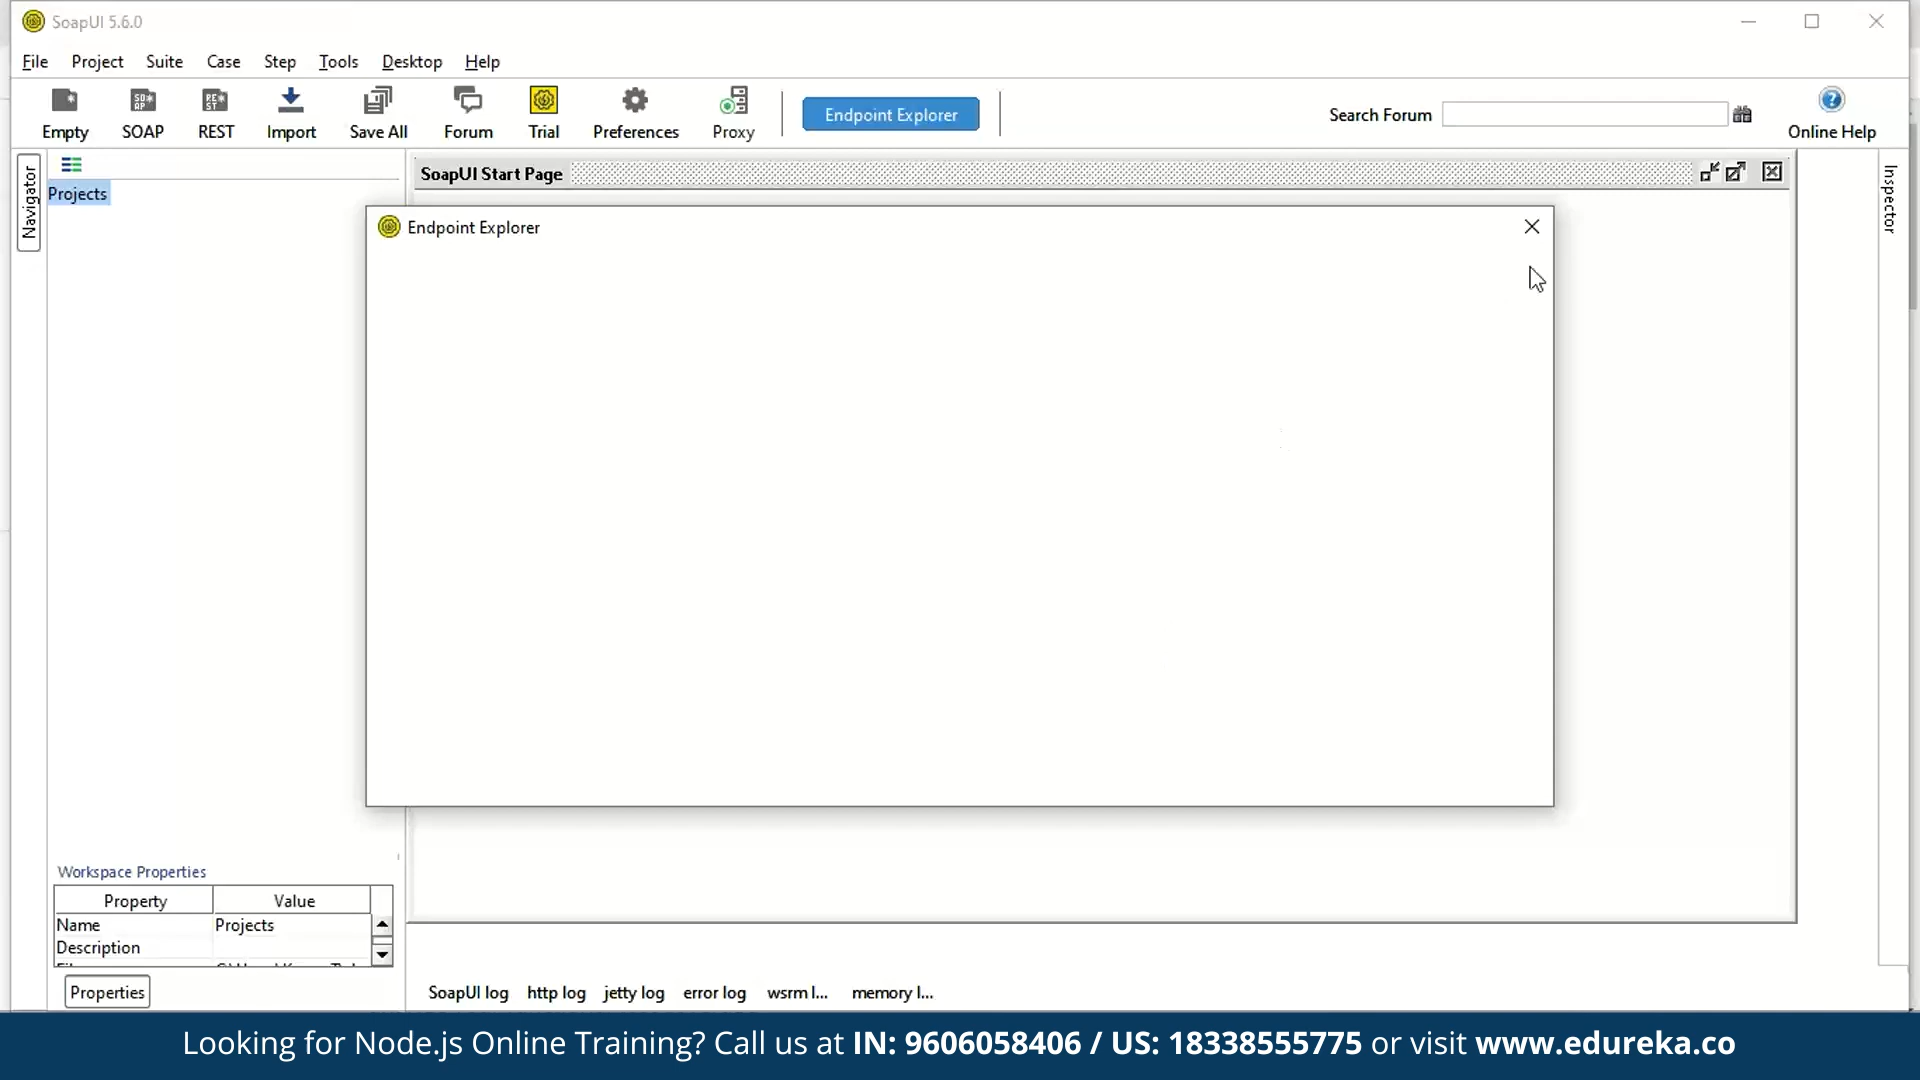 SoapUI 5.6.0
File Project Suite Case Step Tools Desktop Help
Empty SOAP REST Import Save All Forum Trial Preferences Proxy
Endpoint Explorer
Search Forum
Online Help
Navigator
Projects
SoapUI Start Page
Inspector
Endpoint Explorer
Workspace Properties
Property Value
Name Projects
Description
Properties
SoapUI log http log jetty log error log wsrm l... memory l...
Looking for Node.js Online Training? Call us at IN: 9606058406 / US: 18338555775 or visit www.edureka.co